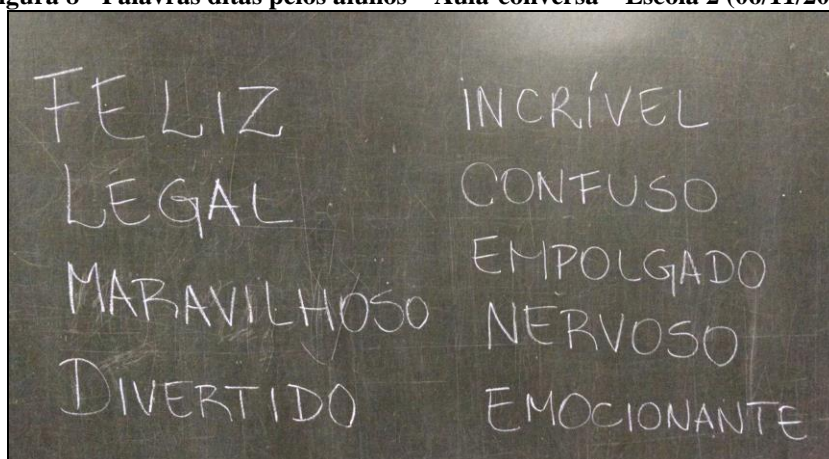 Palavras ditas pelos alunos – Aula-conversa – Escola 2
FELIZ
LEGAL
MARAVILHOSO
DIVERTIDO
INCRÍVEL
CONFUSO
EMPOLGADO
NERVOSO
EMOCIONANTE